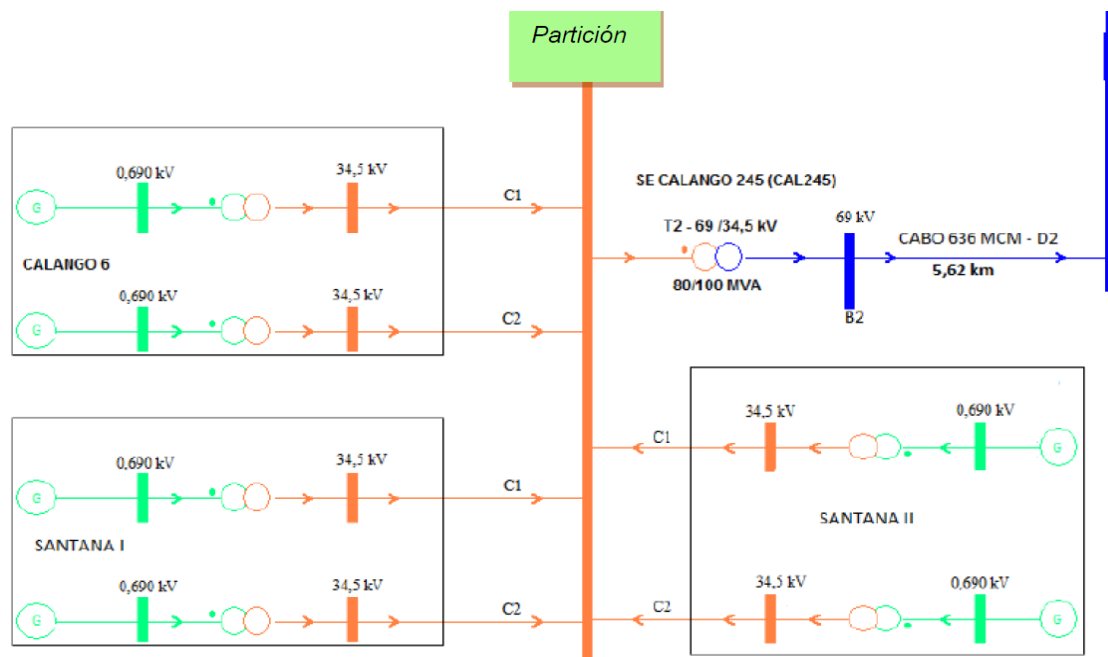 Partición
0,690 kV
34,5 kV
C1
G
CALANGO 6
0,690 kV
34,5 kV
C2
G
SE CALANGO 245 (CAL245)
T2 - 69 /34,5 kV
80/100 MVA
69 kV
B2
CABO 636 MCM - D2
5,62 km
0,690 kV
34,5 kV
C1
G
SANTANA I
0,690 kV
34,5 kV
C2
G
C1
34,5 kV
0,690 kV
G
SANTANA II
C2
34,5 kV
0,690 kV
G